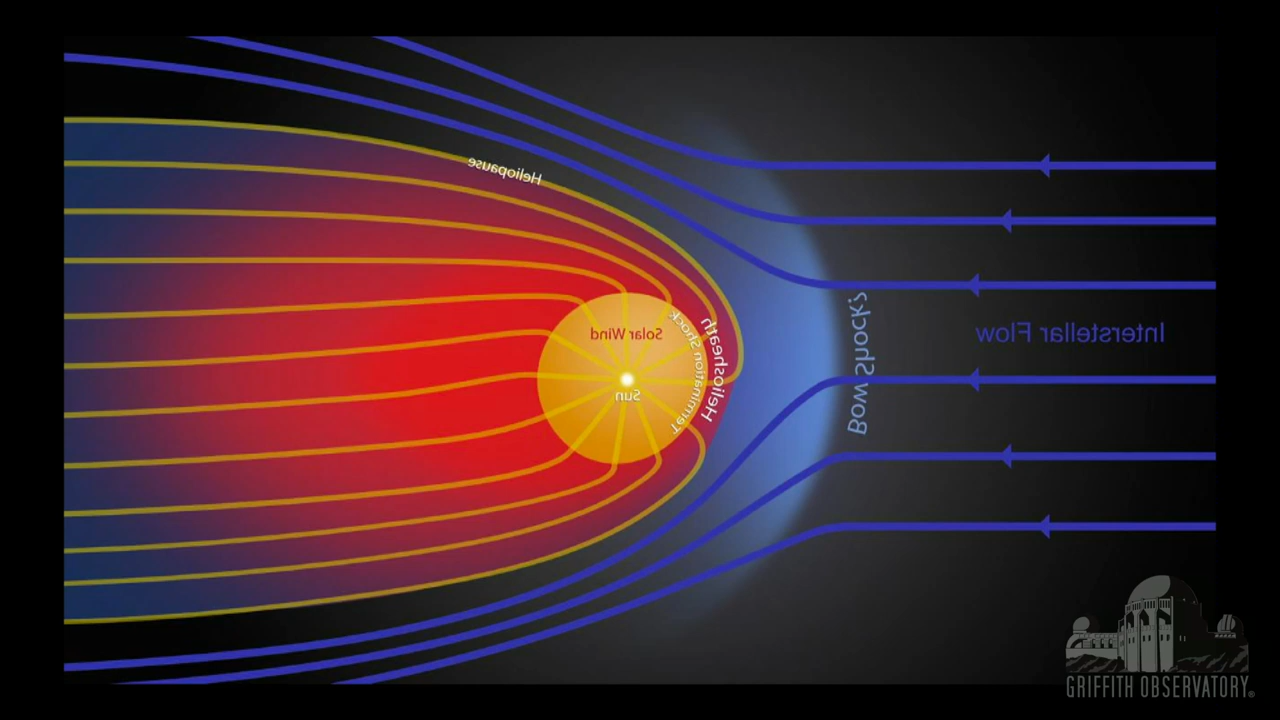 Heliopause
Solar Wind
Sun
Termination Shock
Heliosheath
Bow Shock?
Interstellar Flow
GRIFFITH OBSERVATORY®